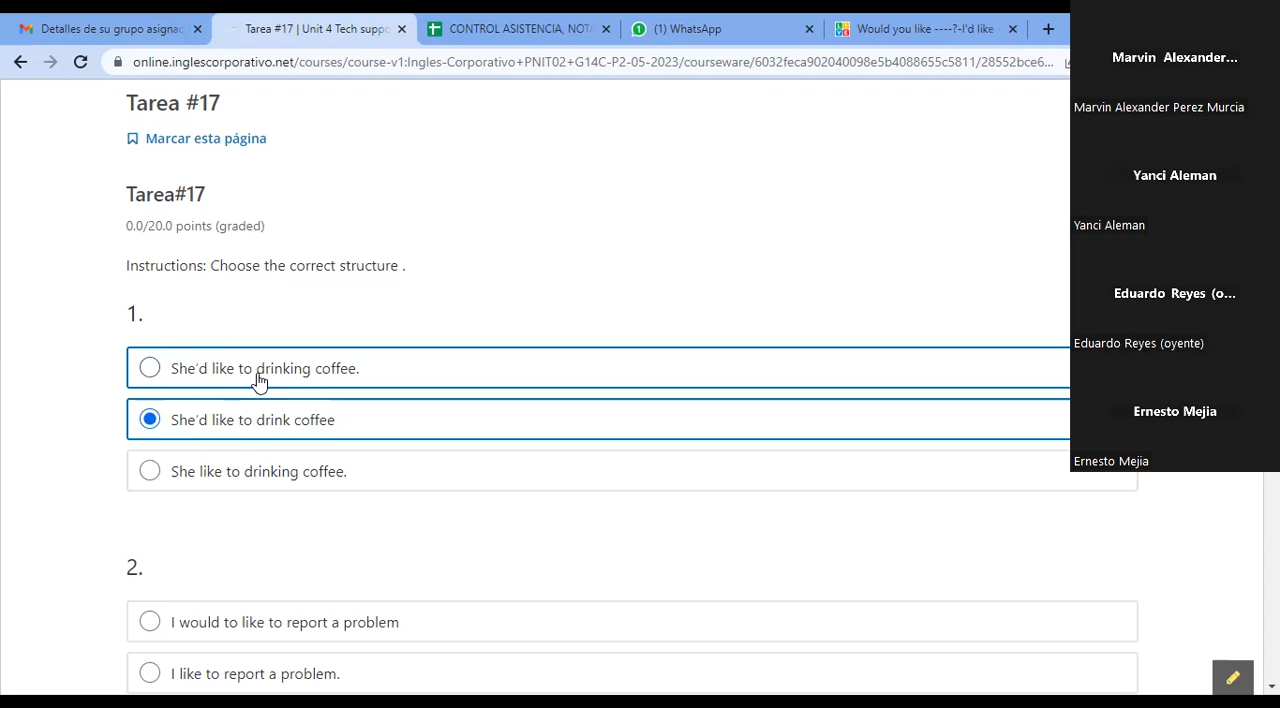 Detalles de su grupo asignac
Tarea #17 | Unit 4 Tech suppo
CONTROL ASISTENCIA, NOTA
(1) WhatsApp
Would you like ----?-I'd like
online.inglescorporativo.net/courses/course-v1:Ingles-Corporativo+PNIT02+G14C-P2-05-2023/courseware/6032feca902040098e5b4088655c5811/28552bce6...
Tarea #17
Marcar esta página
Tarea#17
0.0/20.0 points (graded)
Instructions: Choose the correct structure .
1.
She'd like to drinking coffee.
She'd like to drink coffee
She like to drinking coffee.
2.
I would to like to report a problem
I like to report a problem.
Marvin Alexander...
Marvin Alexander Perez Murcia
Yanci Aleman
Yanci Aleman
Eduardo Reyes (o...
Eduardo Reyes (oyente)
Ernesto Mejia
Ernesto Mejia